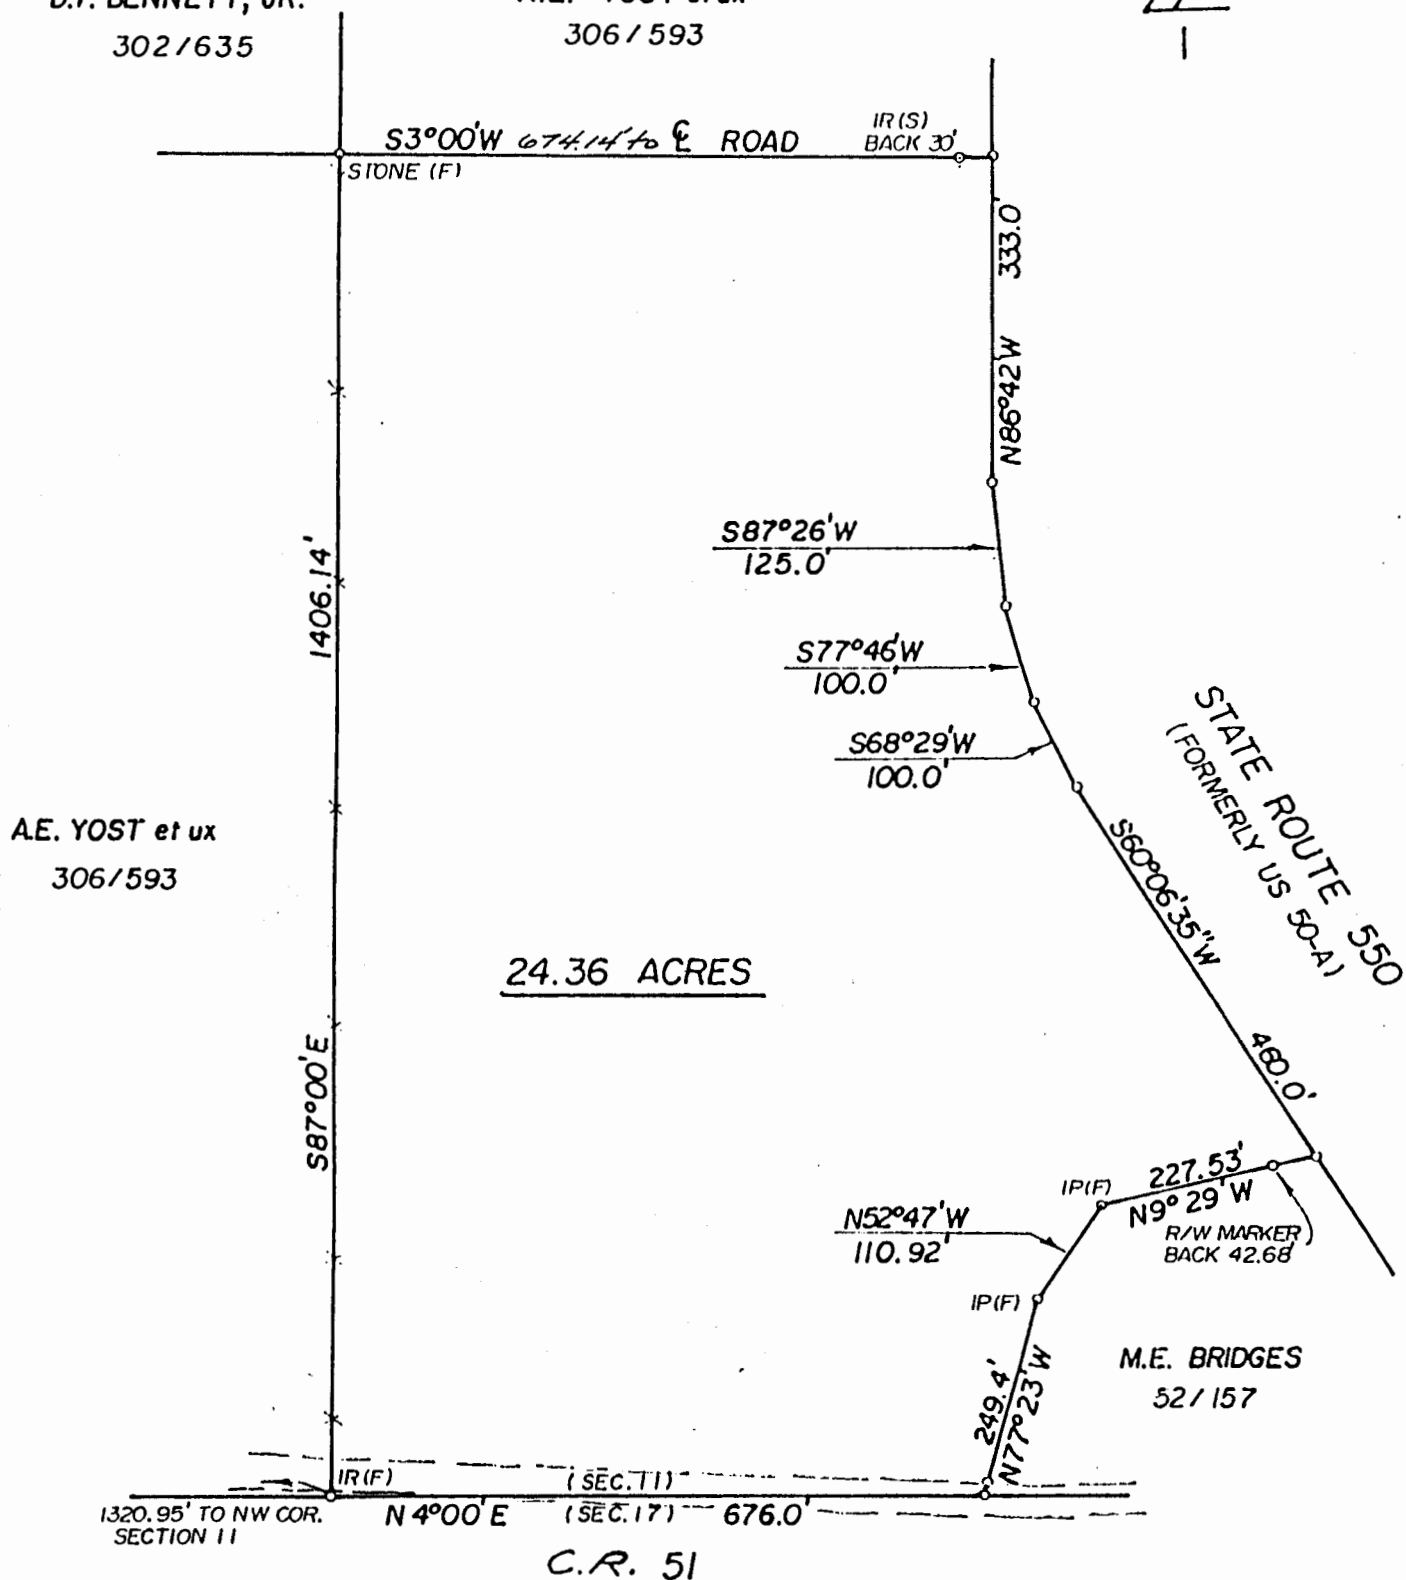 302/635
306/593
S3°00'W 674.14' to ℄ ROAD
IR(S)
BACK 30'
STONE (F)
333.0'
N86°42'W
S87°26'W
125.0'
1406.14'
S77°46'W
100.0'
S68°29'W
100.0'
STATE ROUTE 550
(FORMERLY US 50-A)
A.E. YOST et ux
306/593
S60°06'35"W
460.0'
24.36 ACRES
S87°00'E
227.53'
IP(F)
N9°29'W
R/W MARKER
BACK 42.68'
N52°47'W
110.92'
IP(F)
M.E. BRIDGES
52/157
249.4'
N77°23'W
IR(F)
(SEC. 11)
1320.95' TO NW COR.
SECTION 11
N 4°00'E (SEC. 17) 676.0'
C.R. 51